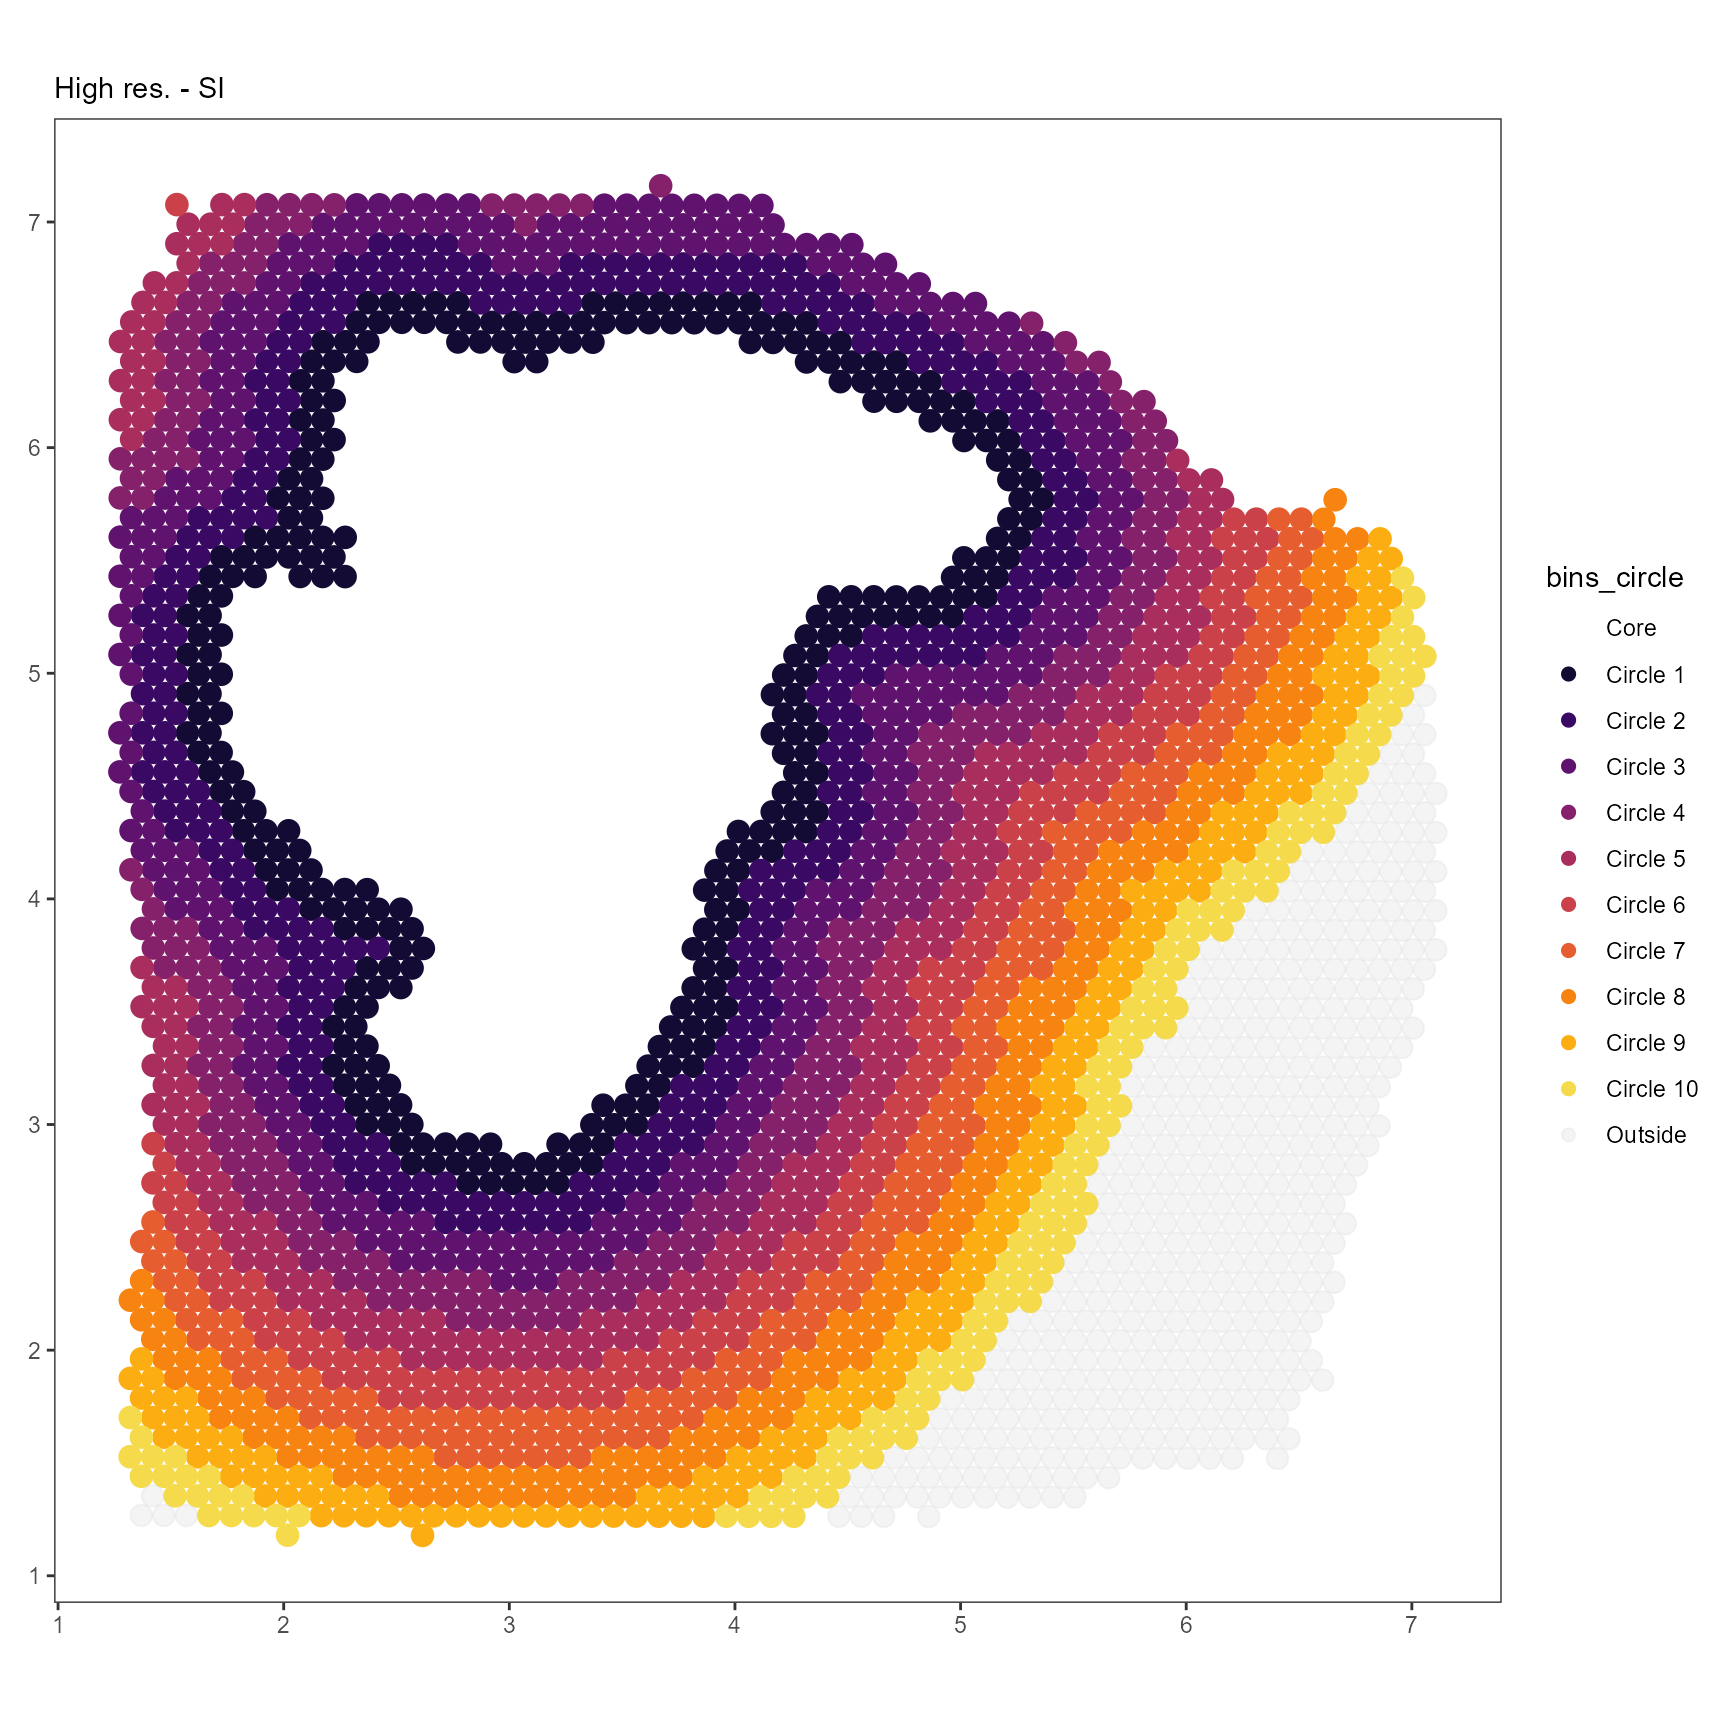 High res. - SI
7
6
5
4
3
2
1
1 2 3 4 5 6 7
bins_circle
Core
Circle 1
Circle 2
Circle 3
Circle 4
Circle 5
Circle 6
Circle 7
Circle 8
Circle 9
Circle 10
Outside